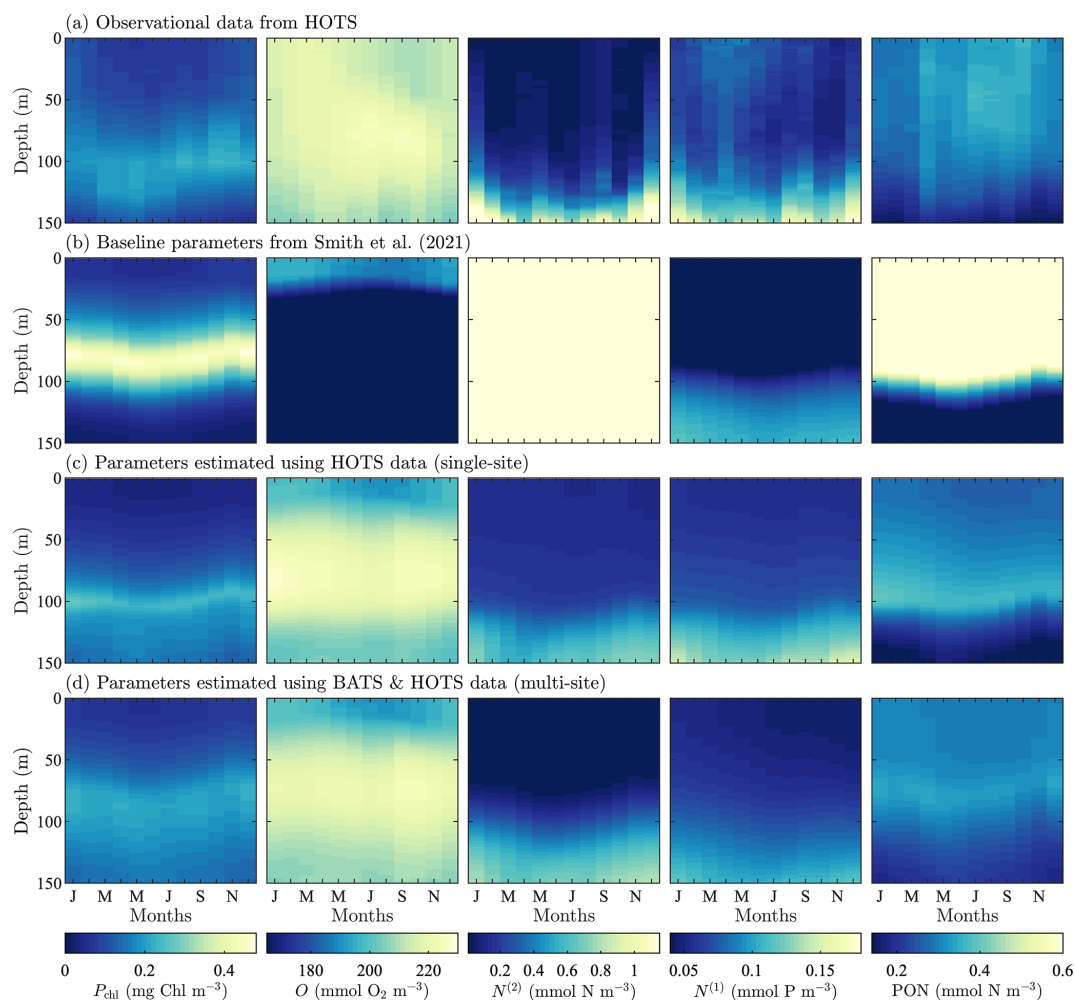 (a) Observational data from HOTS
0
50
100
150
Depth (m)
(b) Baseline parameters from Smith et al. (2021)
0
50
100
150
Depth (m)
(c) Parameters estimated using HOTS data (single-site)
0
50
100
150
Depth (m)
(d) Parameters estimated using BATS & HOTS data (multi-site)
0
50
100
150
Depth (m)
J M M J S N
J M M J S N
J M M J S N
J M M J S N
J M M J S N
Months Months Months Months Months
0 0.2 0.4
180 200 220
0.2 0.4 0.6 0.8 1
0.05 0.1 0.15
0.2 0.4 0.6
P_chl (mg Chl m⁻³)
O (mmol O₂ m⁻³)
N⁽²⁾ (mmol N m⁻³)
N⁽¹⁾ (mmol P m⁻³)
PON (mmol N m⁻³)